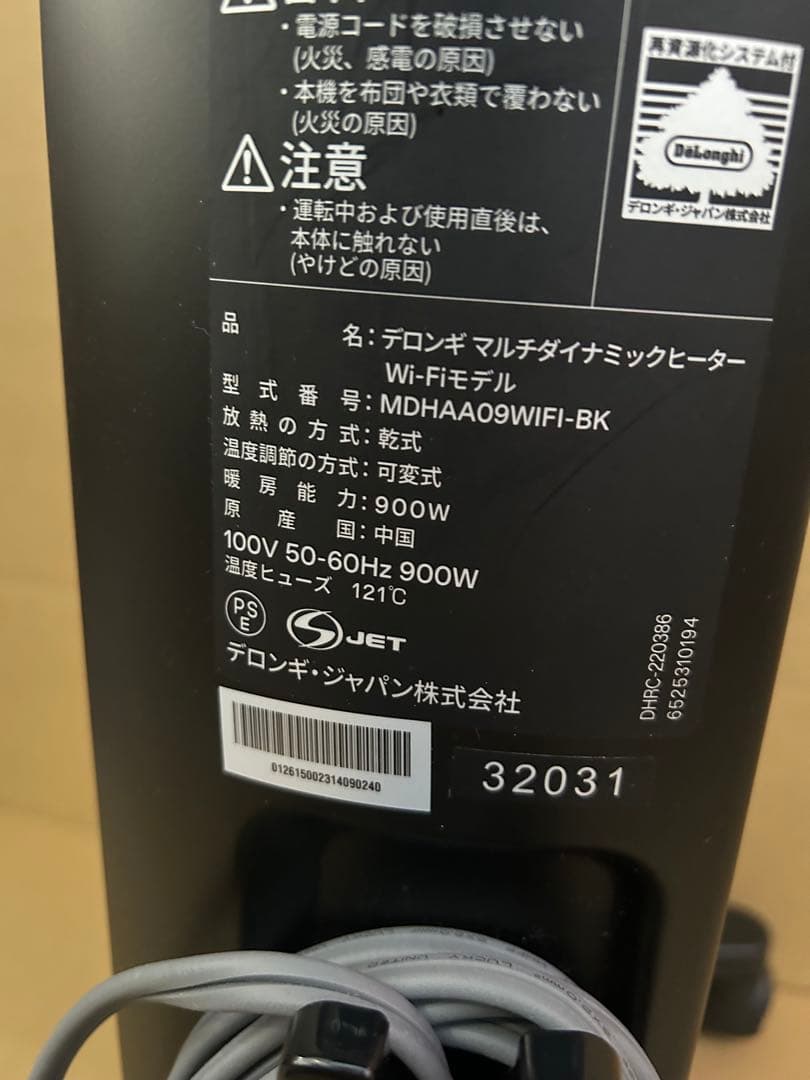 ・電源コードを破損させない
(火災、感電の原因)
・本機を布団や衣類で覆わない
(火災の原因)
注意
・運転中および使用直後は、
本体に触れない
(やけどの原因)
再資源化システム付
DeLonghi
デロンギ・ジャパン株式会社
品名：デロンギ マルチダイナミックヒーター
Wi-Fiモデル
型式番号：MDHAA09WIFI-BK
放熱の方式：乾式
温度調節の方式：可変式
暖房能力：900W
原産国：中国
100V 50-60Hz 900W
温度ヒューズ 121℃
PSE
JET
デロンギ・ジャパン株式会社
DHRC-220386
6525310194
012615002314090240
32031
LUCKY UNITED